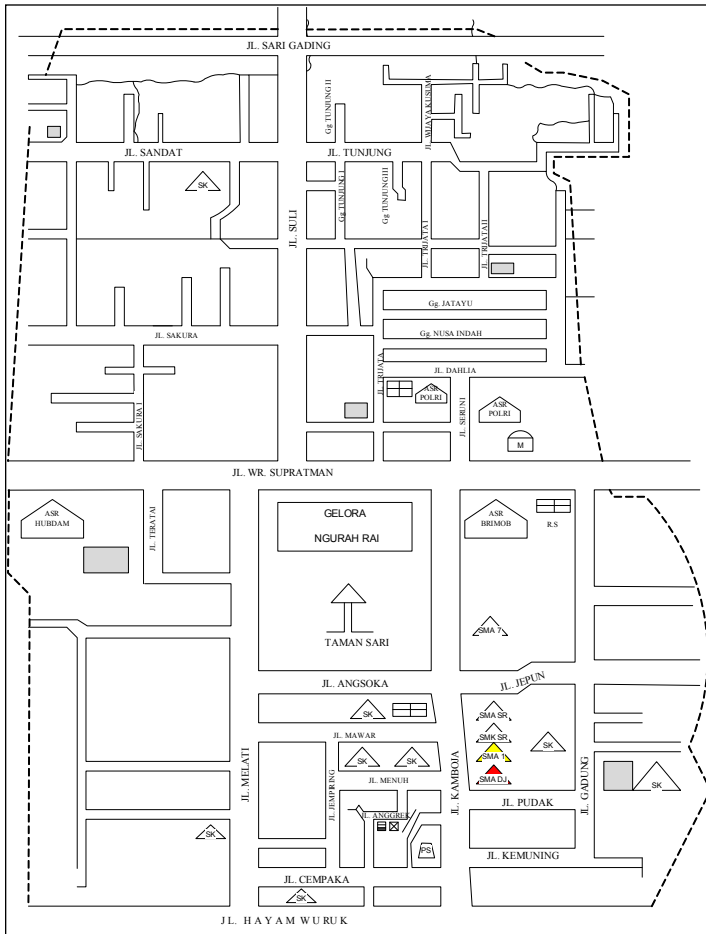 JL. SARI GADING
Gg TUNJUNG II
JL. WIJAYA KUSUMA
JL. SANDAT
JL. TUNJUNG
SK
Gg TUNJUNG I
Gg TUNJUNG III
JL. SULI
JL. TRIJATA I
JL. TRIJATA II
Gg. JATAYU
JL. SAKURA
Gg. NUSA INDAH
JL. DAHLIA
JL. TRIJATA
ASR
POLRI
ASR
POLRI
JL. SERUNI
JL. SAKURA I
M
JL. WR. SUPRATMAN
ASR
HUBDAM
JL. TERATAI
GELORA
NGURAH RAI
ASR
BRIMOB
R.S
SMA 7
TAMAN SARI
JL. ANGSOKA
JL. JEPUN
SK
SMA SR
SMK SR
SMA 1
SMA DJ
SK
JL. MAWAR
SK
SK
JL. MELATI
JL. JEMPIRING
JL. MENUH
JL. KAMBOJA
JL. GADUNG
SK
JL. PUDAK
JL. ANGGREK
SK
PS
JL. KEMUNING
JL. CEMPAKA
SK
JL. HAYAM WURUK